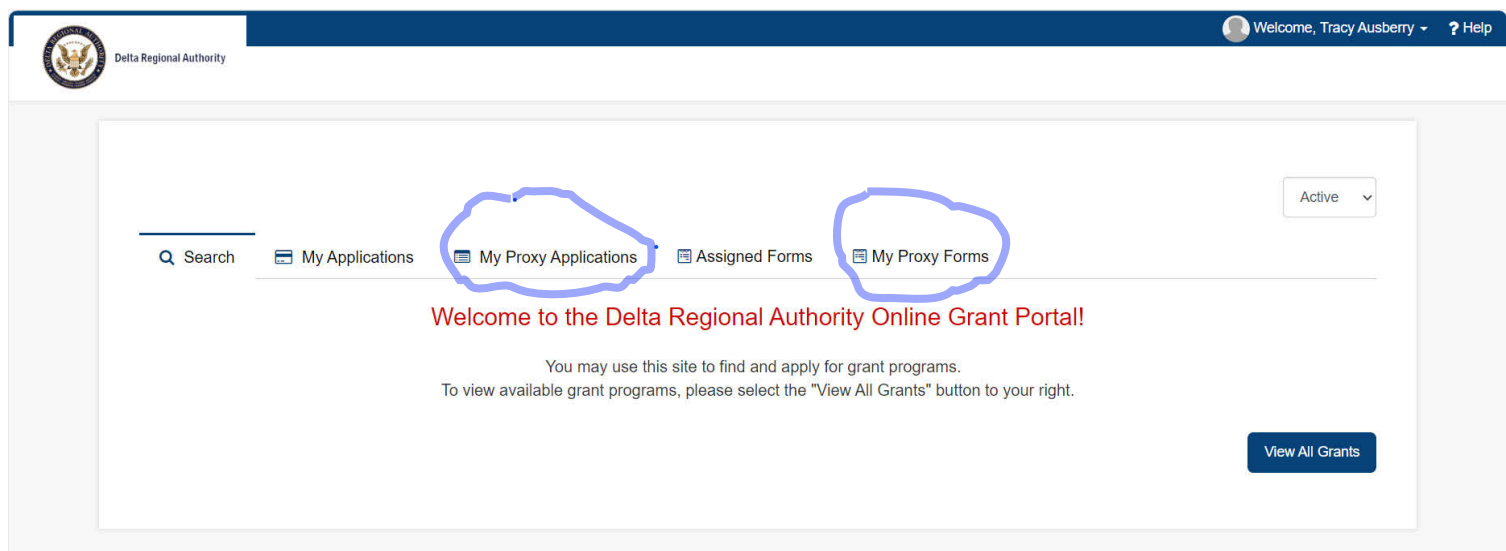 Welcome, Tracy Ausberry
? Help
Delta Regional Authority
Active
Search
My Applications
My Proxy Applications
Assigned Forms
My Proxy Forms
Welcome to the Delta Regional Authority Online Grant Portal!
You may use this site to find and apply for grant programs.
To view available grant programs, please select the "View All Grants" button to your right.
View All Grants